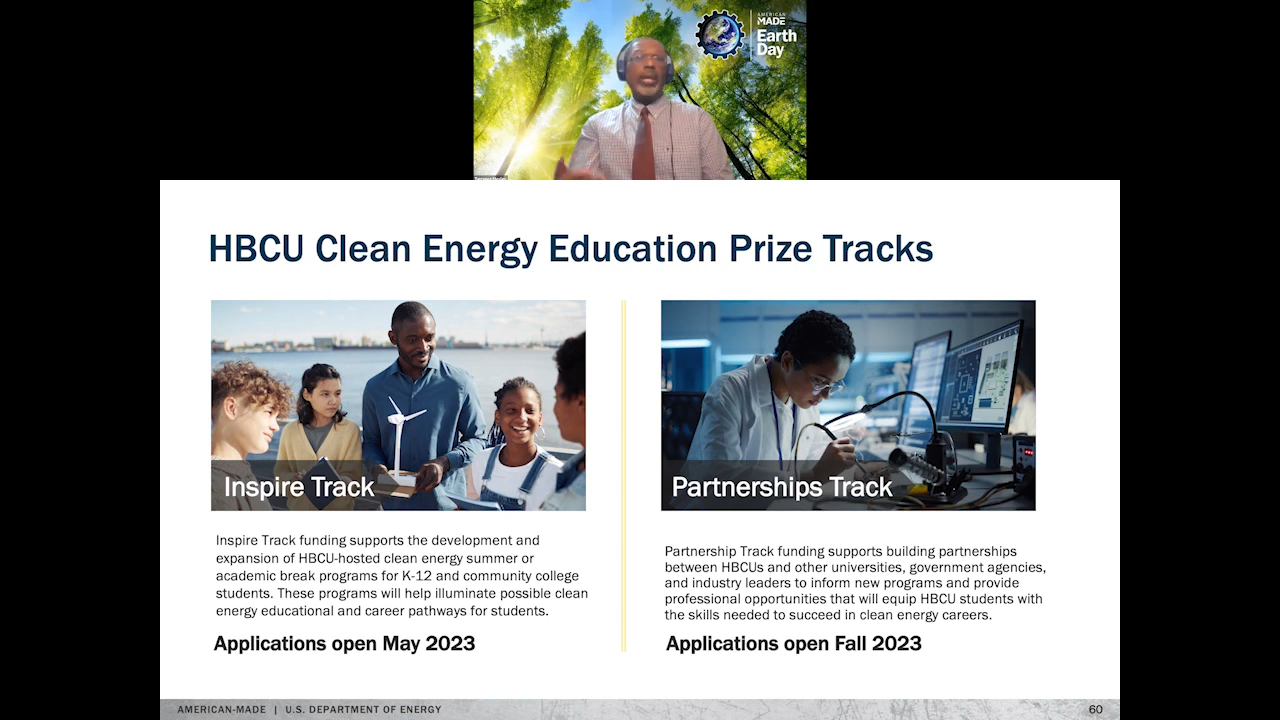 AMERICAN
MADE
Earth
Day
HBCU Clean Energy Education Prize Tracks
Inspire Track
Inspire Track funding supports the development and
expansion of HBCU-hosted clean energy summer or
academic break programs for K-12 and community college
students. These programs will help illuminate possible clean
energy educational and career pathways for students.
Applications open May 2023
Partnerships Track
Partnership Track funding supports building partnerships
between HBCUs and other universities, government agencies,
and industry leaders to inform new programs and provide
professional opportunities that will equip HBCU students with
the skills needed to succeed in clean energy careers.
Applications open Fall 2023
AMERICAN-MADE | U.S. DEPARTMENT OF ENERGY
60